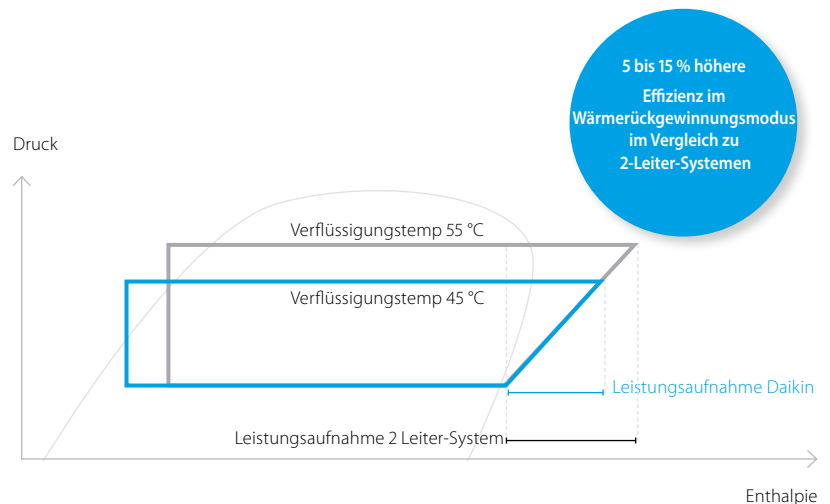 5 bis 15 % höhere
Effizienz im
Wärmerückgewinnungsmodus
im Vergleich zu
2-Leiter-Systemen
Druck
Verflüssigungstemp 55 °C
Verflüssigungstemp 45 °C
Leistungsaufnahme Daikin
Leistungsaufnahme 2 Leiter-System
Enthalpie